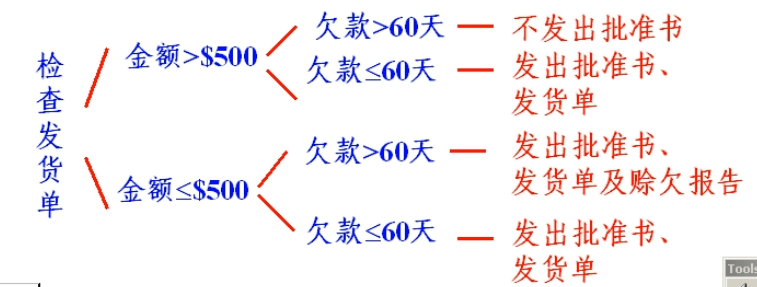 检查发货单
金额>$500
欠款>60天 — 不发出批准书
欠款≤60天 — 发出批准书、
发货单
金额≤$500
欠款>60天 — 发出批准书、
发货单及赊欠报告
欠款≤60天 — 发出批准书、
发货单
Tools